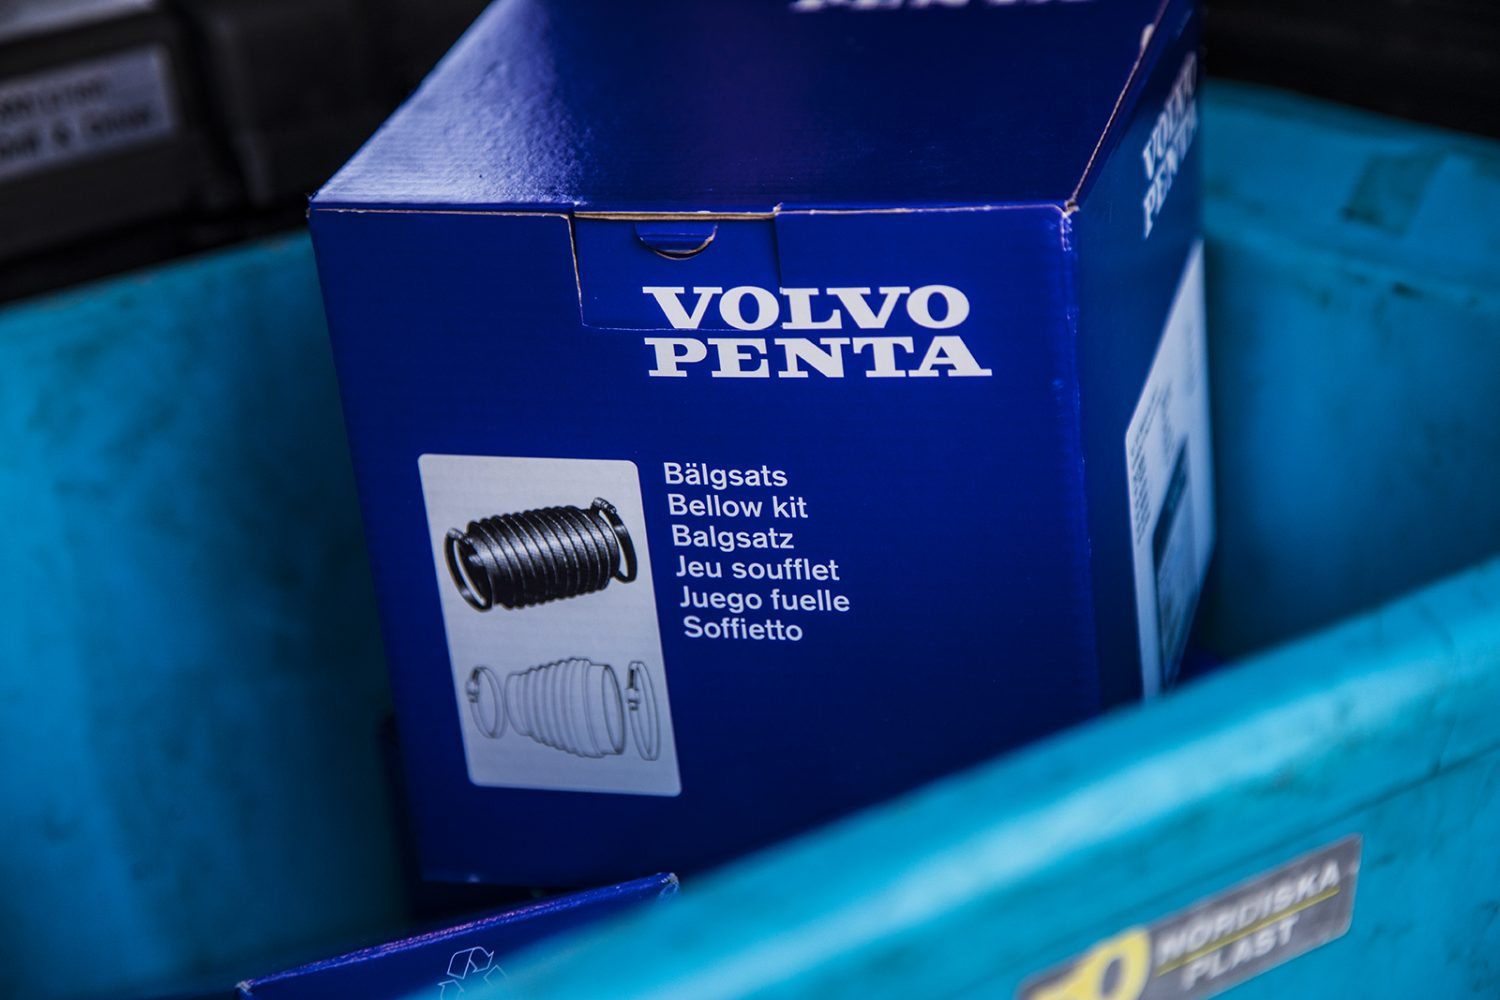 VOLVO
PENTA
Bälgsats
Bellow kit
Balgsatz
Jeu soufflet
Juego fuelle
Soffietto
VOLVO
PENTA
NORDISKA
PLAST